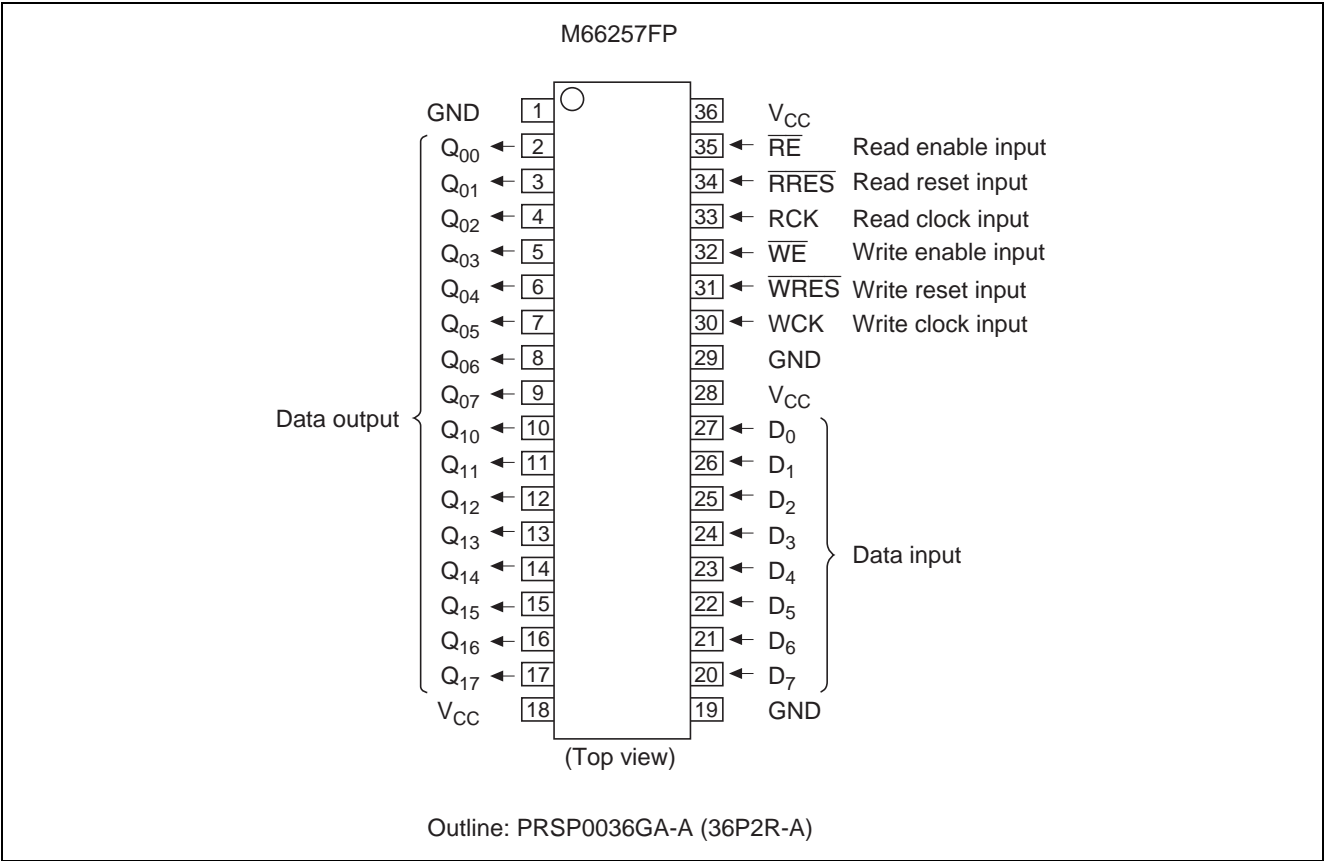 M66257FP
GND 1 36 VCC
Q00 2 35 R̅E̅ Read enable input
Q01 3 34 R̅R̅E̅S̅ Read reset input
Q02 4 33 RCK Read clock input
Q03 5 32 W̅E̅ Write enable input
Q04 6 31 W̅R̅E̅S̅ Write reset input
Q05 7 30 WCK Write clock input
Q06 8 29 GND
Q07 9 28 VCC
Data output
Q10 10 27 D0
Q11 11 26 D1
Q12 12 25 D2
Q13 13 24 D3
Data input
Q14 14 23 D4
Q15 15 22 D5
Q16 16 21 D6
Q17 17 20 D7
VCC 18 19 GND
(Top view)
Outline: PRSP0036GA-A (36P2R-A)